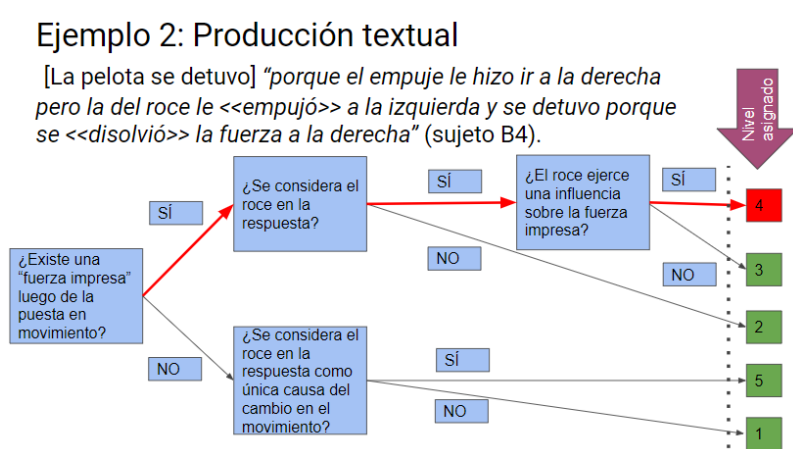 Ejemplo 2: Producción textual
[La pelota se detuvo] “porque el empuje le hizo ir a la derecha
pero la del roce le <<empujó>> a la izquierda y se detuvo porque
se <<disolvió>> la fuerza a la derecha” (sujeto B4).
Nivel
asignado
¿Existe una
“fuerza impresa”
luego de la
puesta en
movimiento?
SÍ
¿Se considera el
roce en la
respuesta?
SÍ
¿El roce ejerce
una influencia
sobre la fuerza
impresa?
SÍ
4
NO
3
NO
2
NO
¿Se considera el
roce en la
respuesta como
única causa del
cambio en el
movimiento?
SÍ
5
NO
1